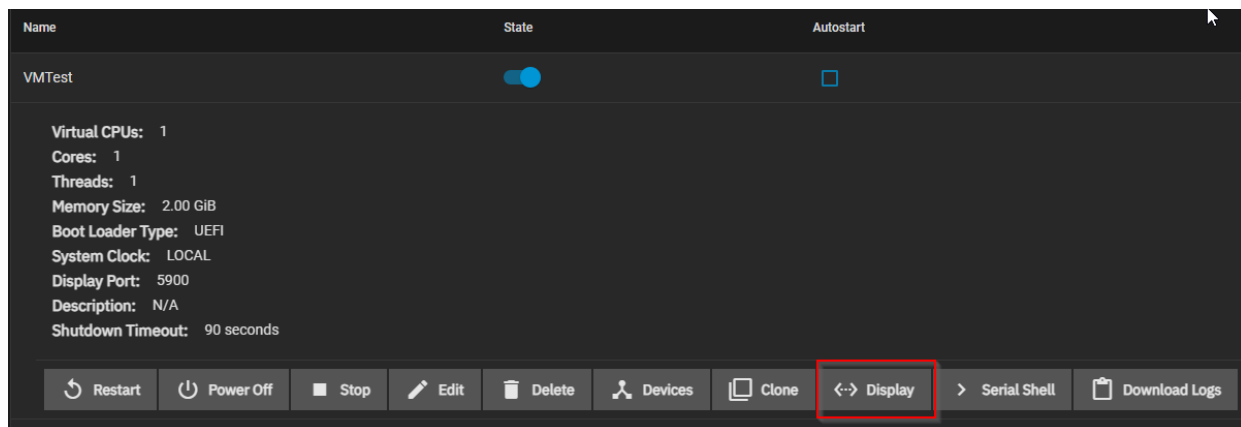 Name State Autostart
VMTest
Virtual CPUs: 1
Cores: 1
Threads: 1
Memory Size: 2.00 GiB
Boot Loader Type: UEFI
System Clock: LOCAL
Display Port: 5900
Description: N/A
Shutdown Timeout: 90 seconds
Restart Power Off Stop Edit Delete Devices Clone Display Serial Shell Download Logs